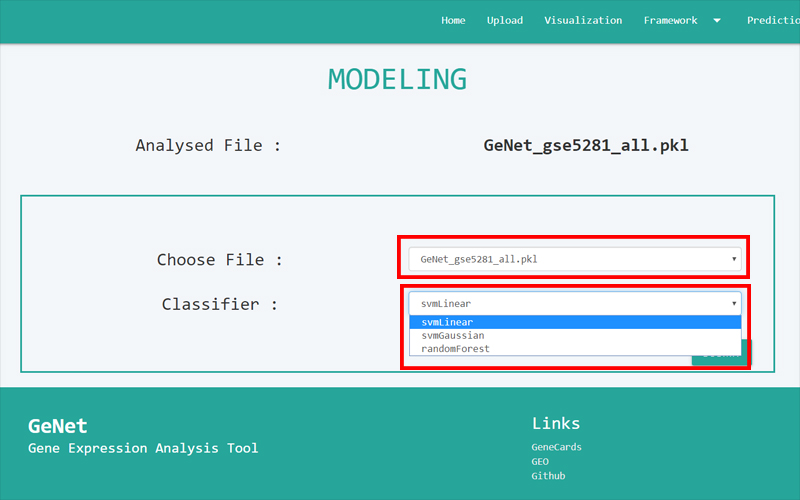 Home Upload Visualization Framework Predictio
MODELING
Analysed File : GeNet_gse5281_all.pkl
Choose File : GeNet_gse5281_all.pkl
Classifier : svmLinear
svmLinear
svmGaussian
randomForest
GeNet
Gene Expression Analysis Tool
Links
GeneCards
GEO
Github